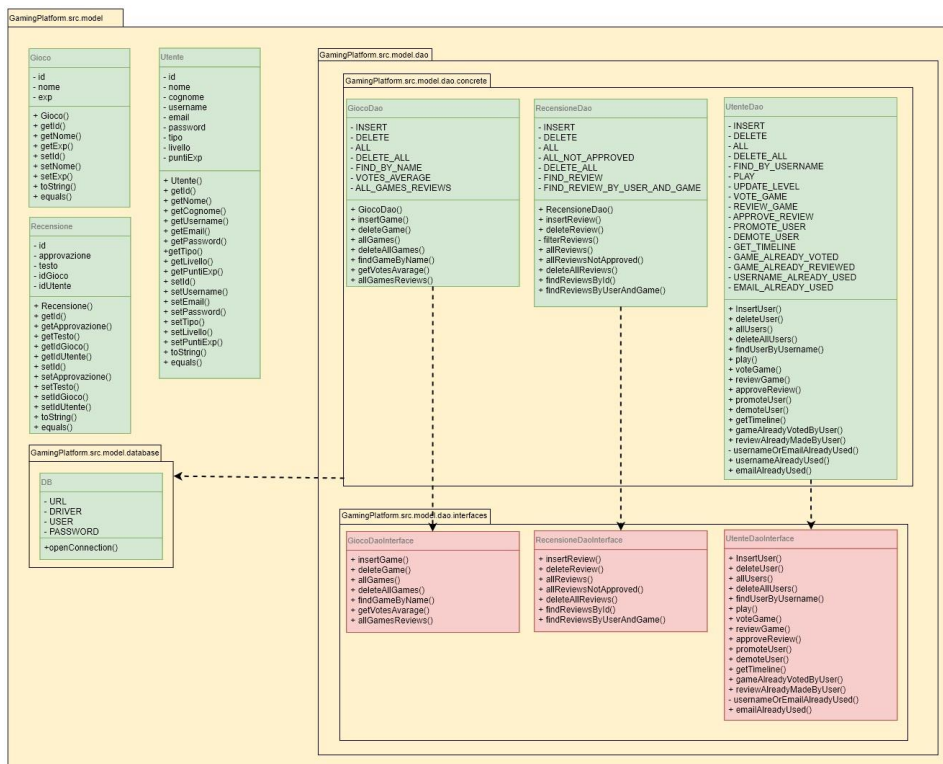 GamingPlatform.src.model
Gioco
- id
- nome
- exp
+ Gioco()
+ getId()
+ getNome()
+ getExp()
+ setId()
+ setNome()
+ setExp()
+ toString()
+ equals()
Utente
- id
- nome
- cognome
- username
- email
- password
- tipo
- livello
- puntiExp
+ Utente()
+ getId()
+ getNome()
+ getCognome()
+ getUsername()
+ getEmail()
+ getPassword()
+getTipo()
+ getLivello()
+ getPuntiExp()
+ setId()
+ setUsername()
+ setEmail()
+ setPassword()
+ setTipo()
+ setLivello()
+ setPuntiExp()
+ toString()
+ equals()
Recensione
- id
- approvazione
- testo
- idGioco
- idUtente
+ Recensione()
+ getId()
+ getApprovazione()
+ getTesto()
+ getIdGioco()
+ getIdUtente()
+ setId()
+ setApprovazione()
+ setTesto()
+ setIdGioco()
+ setIdUtente()
+ toString()
+ equals()
GamingPlatform.src.model.database
DB
- URL
- DRIVER
- USER
- PASSWORD
+openConnection()
GamingPlatform.src.model.dao
GamingPlatform.src.model.dao.concrete
GiocoDao
- INSERT
- DELETE
- ALL
- DELETE_ALL
- FIND_BY_NAME
- VOTES_AVERAGE
- ALL_GAMES_REVIEWS
+ GiocoDao()
+ insertGame()
+ deleteGame()
+ allGames()
+ deleteAllGames()
+ findGameByName()
+ getVotesAvarage()
+ allGamesReviews()
RecensioneDao
- INSERT
- DELETE
- ALL
- ALL_NOT_APPROVED
- DELETE_ALL
- FIND_REVIEW
- FIND_REVIEW_BY_USER_AND_GAME
+ RecensioneDao()
+ insertReview()
+ deleteReview()
- filterReviews()
+ allReviews()
+ allReviewsNotApproved()
+ deleteAllReviews()
+ findReviewsById()
+ findReviewsByUserAndGame()
UtenteDao
- INSERT
- DELETE
- ALL
- DELETE_ALL
- FIND_BY_USERNAME
- PLAY
- UPDATE_LEVEL
- VOTE_GAME
- REVIEW_GAME
- APPROVE_REVIEW
- PROMOTE_USER
- DEMOTE_USER
- GET_TIMELINE
- GAME_ALREADY_VOTED
- GAME_ALREADY_REVIEWED
- USERNAME_ALREADY_USED
- EMAIL_ALREADY_USED
+ InsertUser()
+ deleteUser()
+ allUsers()
+ deleteAllUsers()
+ findUserByUsername()
+ play()
+ voteGame()
+ reviewGame()
+ approveReview()
+ promoteUser()
+ demoteUser()
+ getTimeline()
+ gameAlreadyVotedByUser()
+ reviewAlreadyMadeByUser()
- usernameOrEmailAlreadyUsed()
+ usernameAlreadyUsed()
+ emailAlreadyUsed()
GamingPlatform.src.model.dao.interfaces
GiocoDaoInterface
+ insertGame()
+ deleteGame()
+ allGames()
+ deleteAllGames()
+ findGameByName()
+ getVotesAvarage()
+ allGamesReviews()
RecensioneDaoInterface
+ insertReview()
+ deleteReview()
+ allReviews()
+ allReviewsNotApproved()
+ deleteAllReviews()
+ findReviewsById()
+ findReviewsByUserAndGame()
UtenteDaoInterface
+ InsertUser()
+ deleteUser()
+ allUsers()
+ deleteAllUsers()
+ findUserByUsername()
+ play()
+ voteGame()
+ reviewGame()
+ approveReview()
+ promoteUser()
+ demoteUser()
+ getTimeline()
+ gameAlreadyVotedByUser()
+ reviewAlreadyMadeByUser()
- usernameOrEmailAlreadyUsed()
+ emailAlreadyUsed()